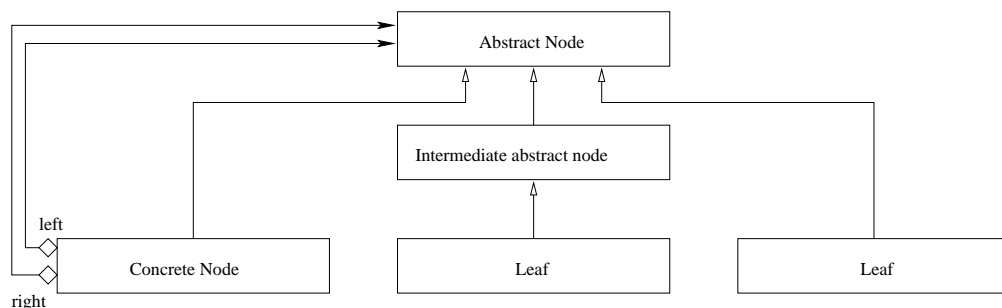 Abstract Node
Intermediate abstract node
left
Concrete Node
Leaf
Leaf
right